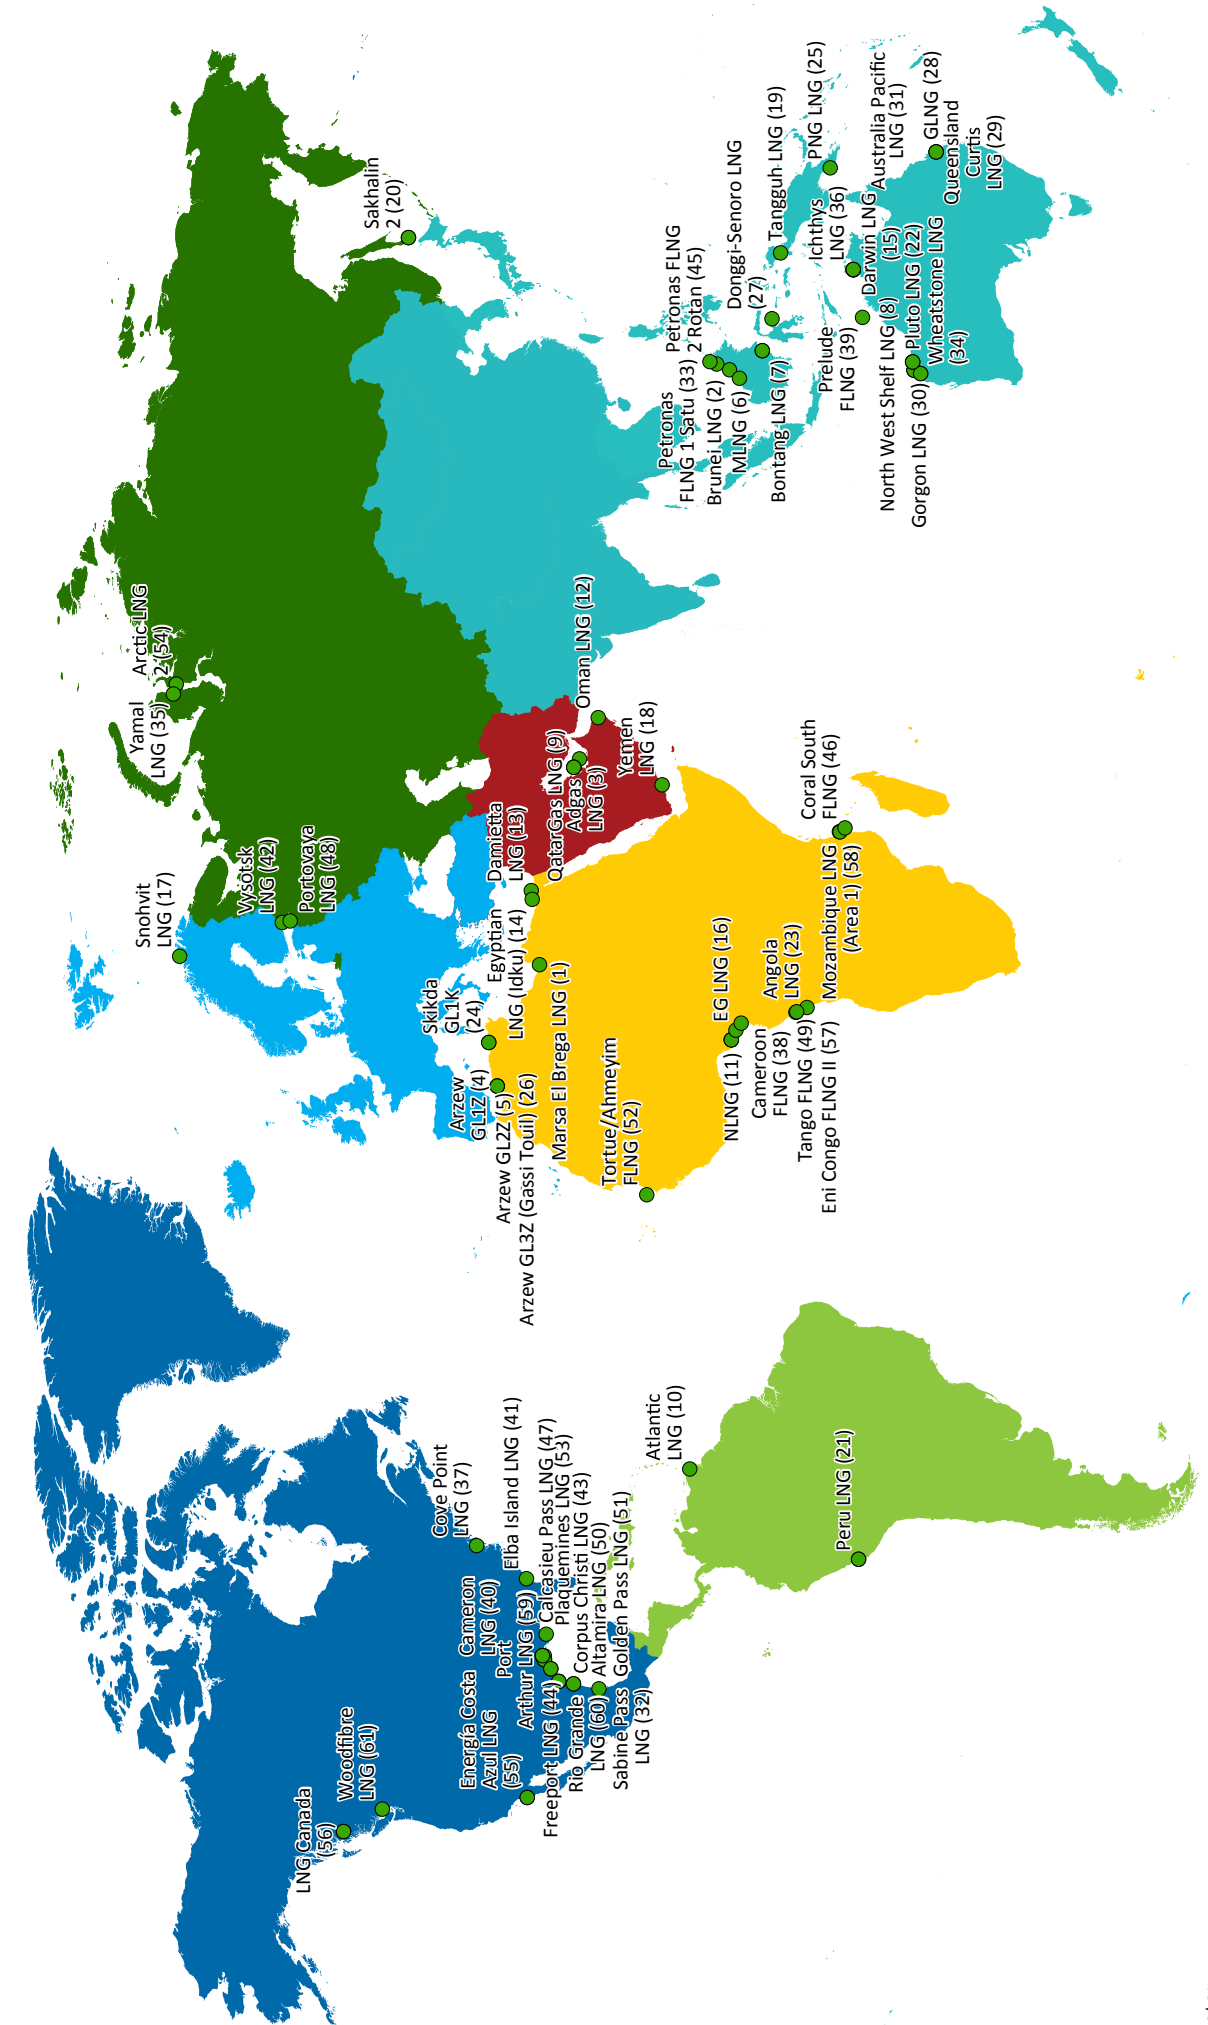 LNG Canada
(56)
Woodfibre
LNG (61)
Energía Costa
Azul LNG
(55)
Cameron
LNG (40)
Port
Arthur LNG (59)
Freeport LNG (44)
Rio Grande
LNG (60)
Sabine Pass
LNG (32)
Cove Point
LNG (37)
Elba Island LNG (41)
Calcasieu Pass LNG (47)
Plaquemines LNG (53)
Corpus Christi LNG (43)
Altamira LNG (50)
Golden Pass LNG (51)
Atlantic
LNG (10)
Peru LNG (21)
Snohvit
LNG (17)
Vysotsk
LNG (42)
Portovaya
LNG (48)
Yamal
LNG (35)
Arctic LNG
2 (54)
Sakhalin
2 (20)
Skikda
GL1K
(24)
Arzew
GL1Z (4)
Arzew GL2Z (5)
Arzew GL3Z (Gassi Touil) (26)
Marsa El Brega LNG (1)
Egyptian
LNG (Idku) (14)
Damietta
LNG (13)
QatarGas LNG (9)
Adgas
LNG (3)
Oman LNG (12)
Yemen
LNG (18)
Tortue/Ahmeyim
FLNG (52)
NLNG (11)
EG LNG (16)
Cameroon
FLNG (38)
Angola
LNG (23)
Tango FLNG (49)
Eni Congo FLNG II (57)
Coral South
FLNG (46)
Mozambique LNG
(Area 1) (58)
Petronas
FLNG 1 Satu (33)
Petronas FLNG
2 Rotan (45)
Brunei LNG (2)
MLNG (6)
Bontang LNG (7)
Donggi-Senoro LNG
(27)
Tangguh LNG (19)
PNG LNG (25)
Ichthys
LNG (36)
Darwin LNG
(15)
Prelude
FLNG (39)
North West Shelf LNG (8)
Gorgon LNG (30)
Pluto LNG (22)
Wheatstone LNG
(34)
Australia Pacific
LNG (31)
GLNG (28)
Queensland
Curtis
LNG (29)